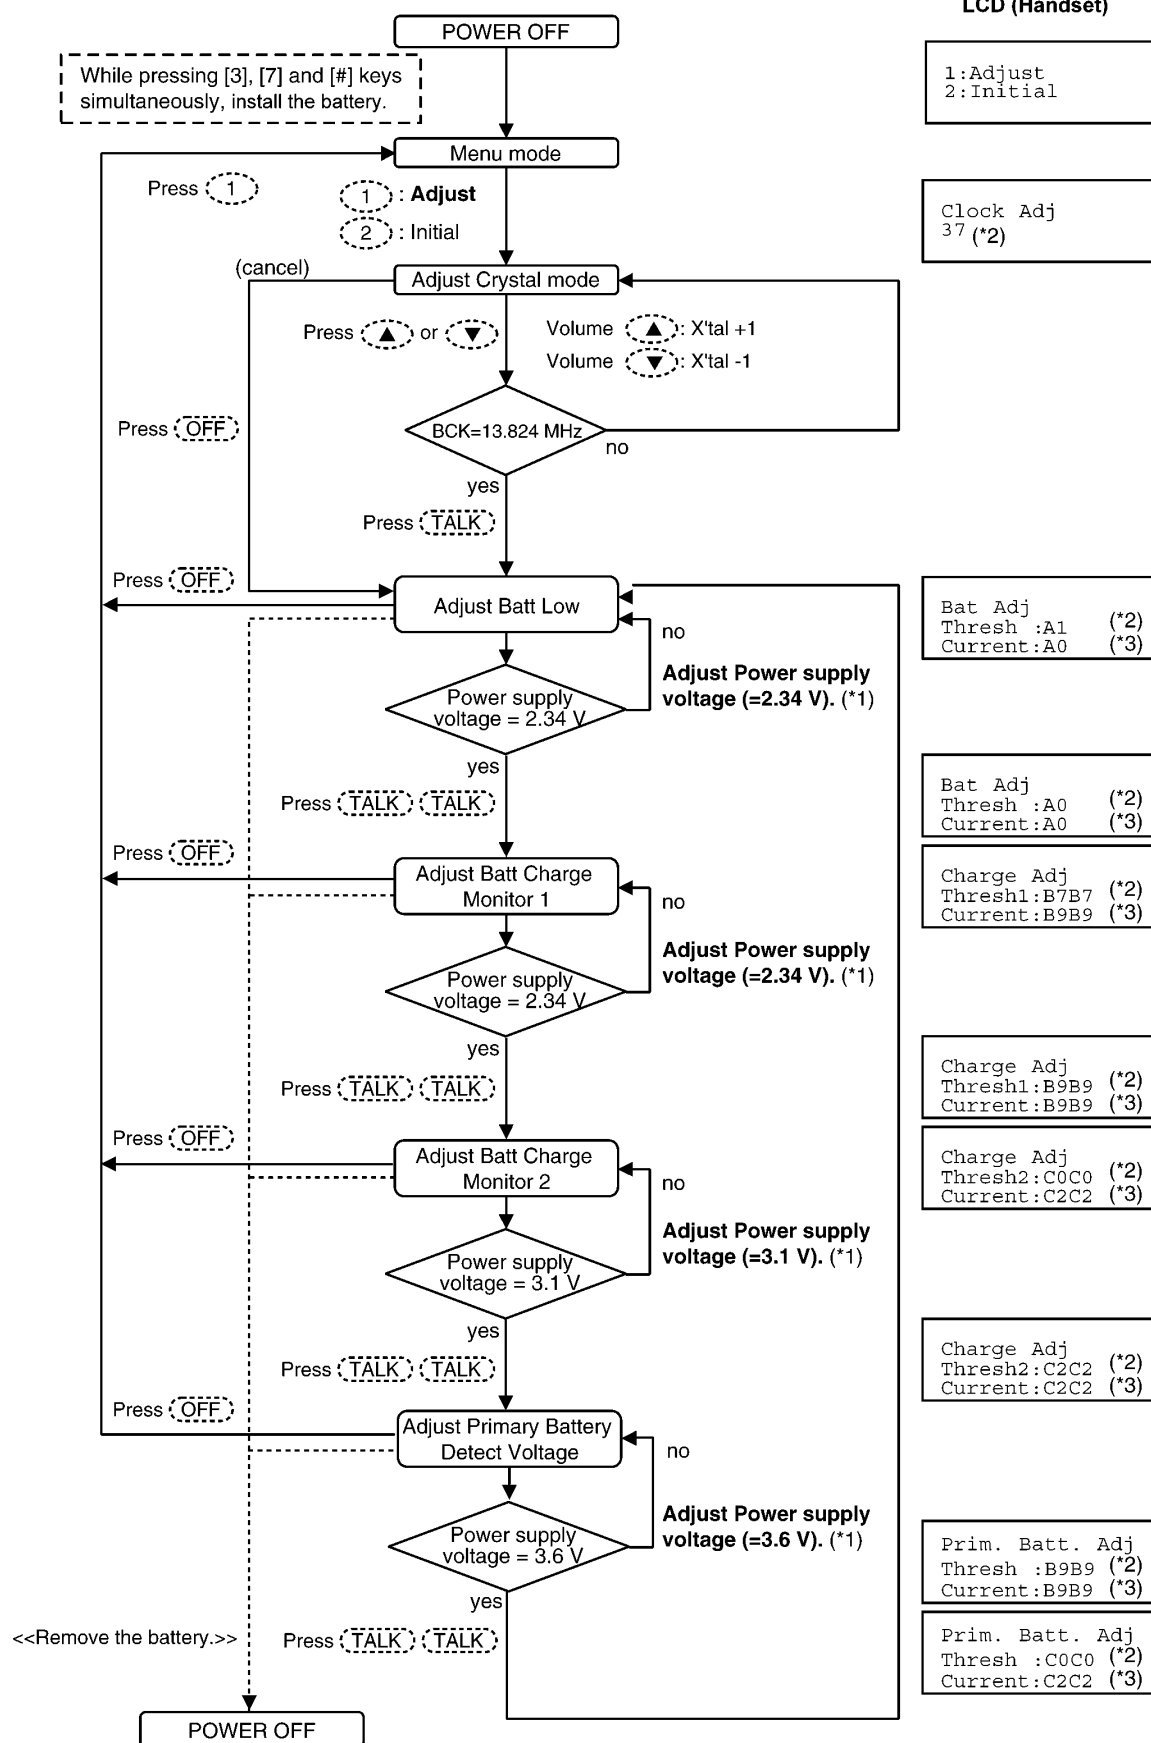 LCD (Handset)
POWER OFF
While pressing [3], [7] and [#] keys
simultaneously, install the battery.
1:Adjust
2:Initial
Menu mode
Press 1
1 : Adjust
2 : Initial
Clock Adj
37 (*2)
(cancel)
Adjust Crystal mode
Press ▲ or ▼
Volume ▲: X'tal +1
Volume ▼: X'tal -1
Press OFF
BCK=13.824 MHz
no
yes
Press TALK
Press OFF
Adjust Batt Low
Bat Adj
Thresh :A1 (*2)
Current:A0 (*3)
no
Adjust Power supply
voltage (=2.34 V). (*1)
Power supply
voltage = 2.34 V
yes
Press TALK TALK
Bat Adj
Thresh :A0 (*2)
Current:A0 (*3)
Press OFF
Adjust Batt Charge
Monitor 1
Charge Adj
Thresh1:B7B7 (*2)
Current:B9B9 (*3)
no
Adjust Power supply
voltage (=2.34 V). (*1)
Power supply
voltage = 2.34 V
yes
Press TALK TALK
Charge Adj
Thresh1:B9B9 (*2)
Current:B9B9 (*3)
Press OFF
Adjust Batt Charge
Monitor 2
Charge Adj
Thresh2:C0C0 (*2)
Current:C2C2 (*3)
no
Adjust Power supply
voltage (=3.1 V). (*1)
Power supply
voltage = 3.1 V
yes
Press TALK TALK
Charge Adj
Thresh2:C2C2 (*2)
Current:C2C2 (*3)
Press OFF
Adjust Primary Battery
Detect Voltage
no
Adjust Power supply
voltage (=3.6 V). (*1)
Power supply
voltage = 3.6 V
yes
Prim. Batt. Adj
Thresh :B9B9 (*2)
Current:B9B9 (*3)
<<Remove the battery.>>
Press TALK TALK
Prim. Batt. Adj
Thresh :C0C0 (*2)
Current:C2C2 (*3)
POWER OFF